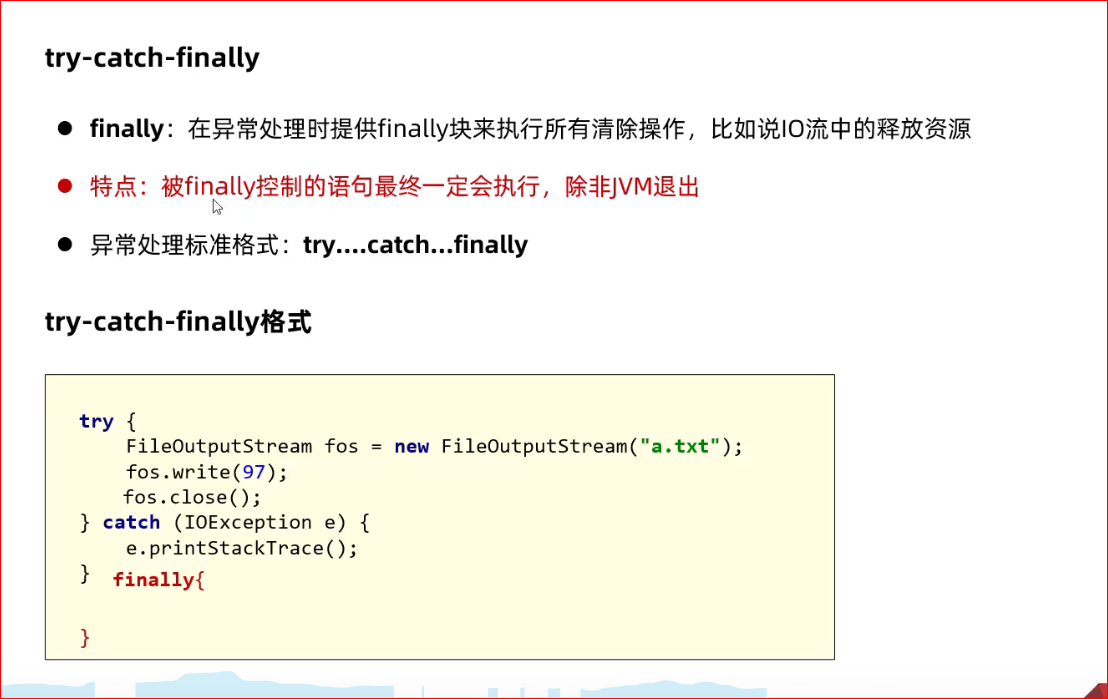 try-catch-finally
● finally：在异常处理时提供finally块来执行所有清除操作，比如说IO流中的释放资源
● 特点：被finally控制的语句最终一定会执行，除非JVM退出
● 异常处理标准格式：try....catch...finally
try-catch-finally格式
try {
    FileOutputStream fos = new FileOutputStream("a.txt");
    fos.write(97);
    fos.close();
} catch (IOException e) {
    e.printStackTrace();
} finally{
}